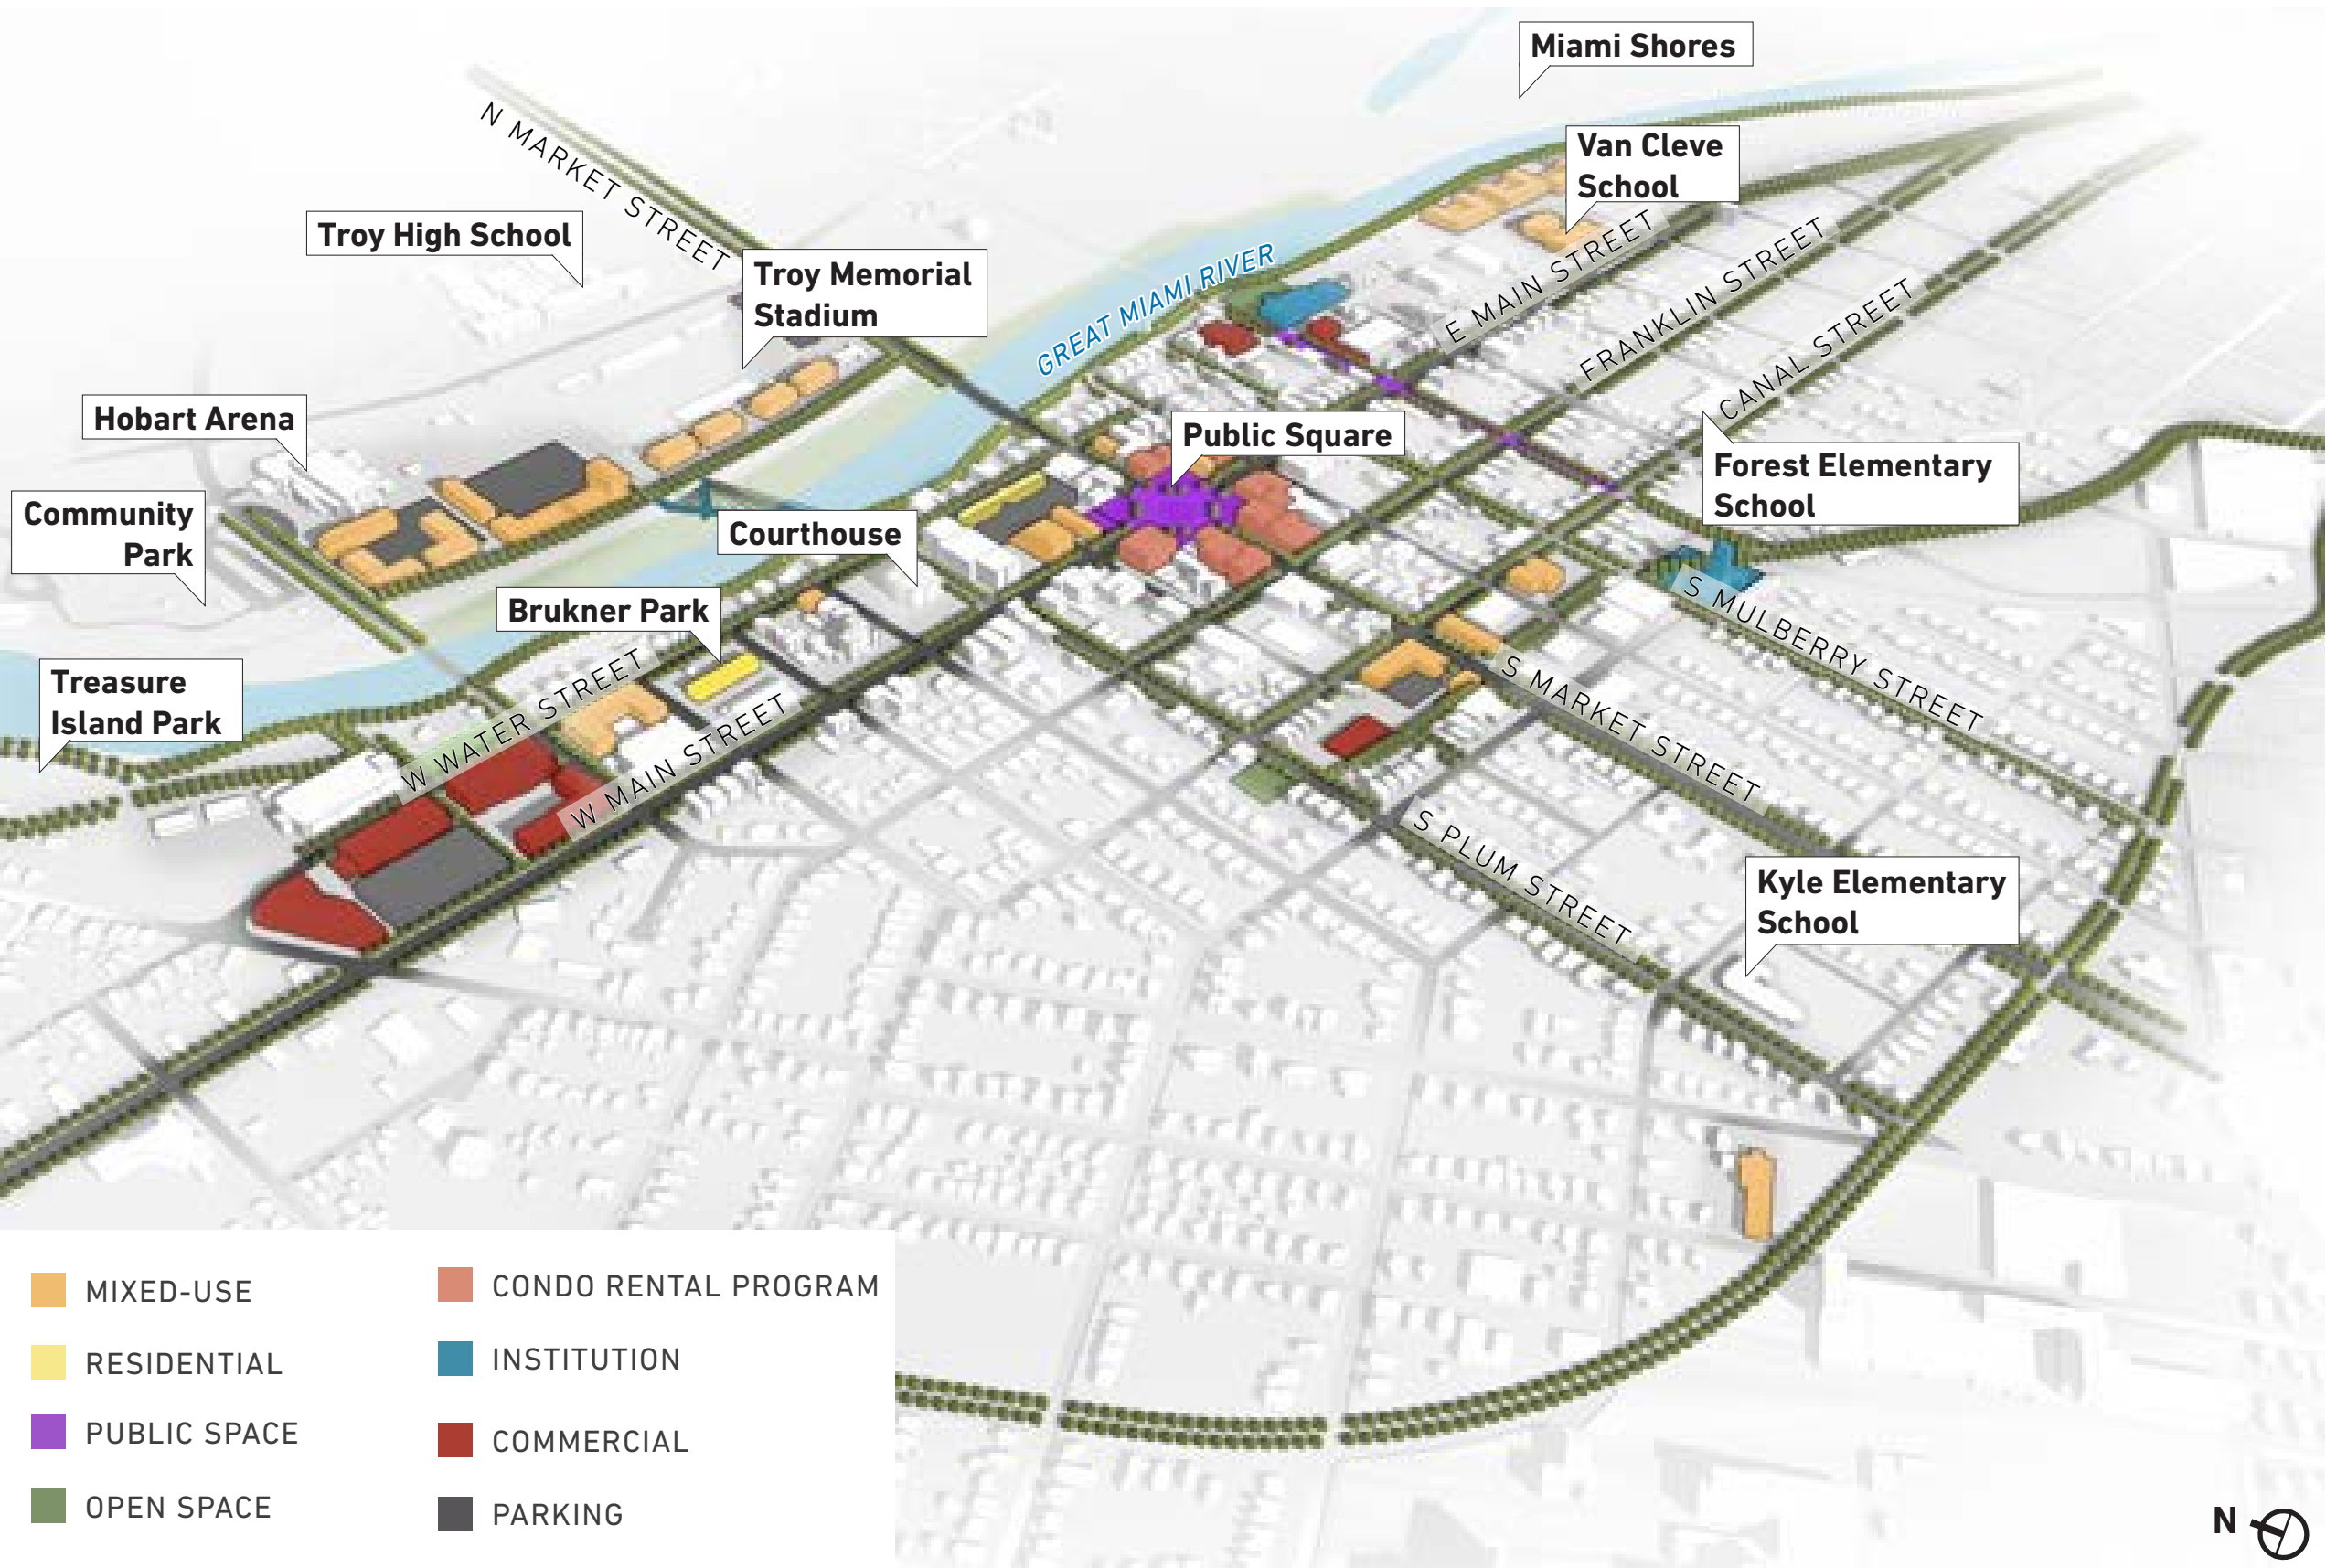 Miami Shores
N MARKET STREET
Van Cleve
School
Troy High School
Troy Memorial
Stadium
GREAT MIAMI RIVER
E MAIN STREET
FRANKLIN STREET
CANAL STREET
Hobart Arena
Public Square
Forest Elementary
School
Community
Park
Courthouse
Brukner Park
S MULBERRY STREET
Treasure
Island Park
W WATER STREET
W MAIN STREET
S MARKET STREET
S PLUM STREET
Kyle Elementary
School
MIXED-USE
RESIDENTIAL
PUBLIC SPACE
OPEN SPACE
CONDO RENTAL PROGRAM
INSTITUTION
COMMERCIAL
PARKING
N